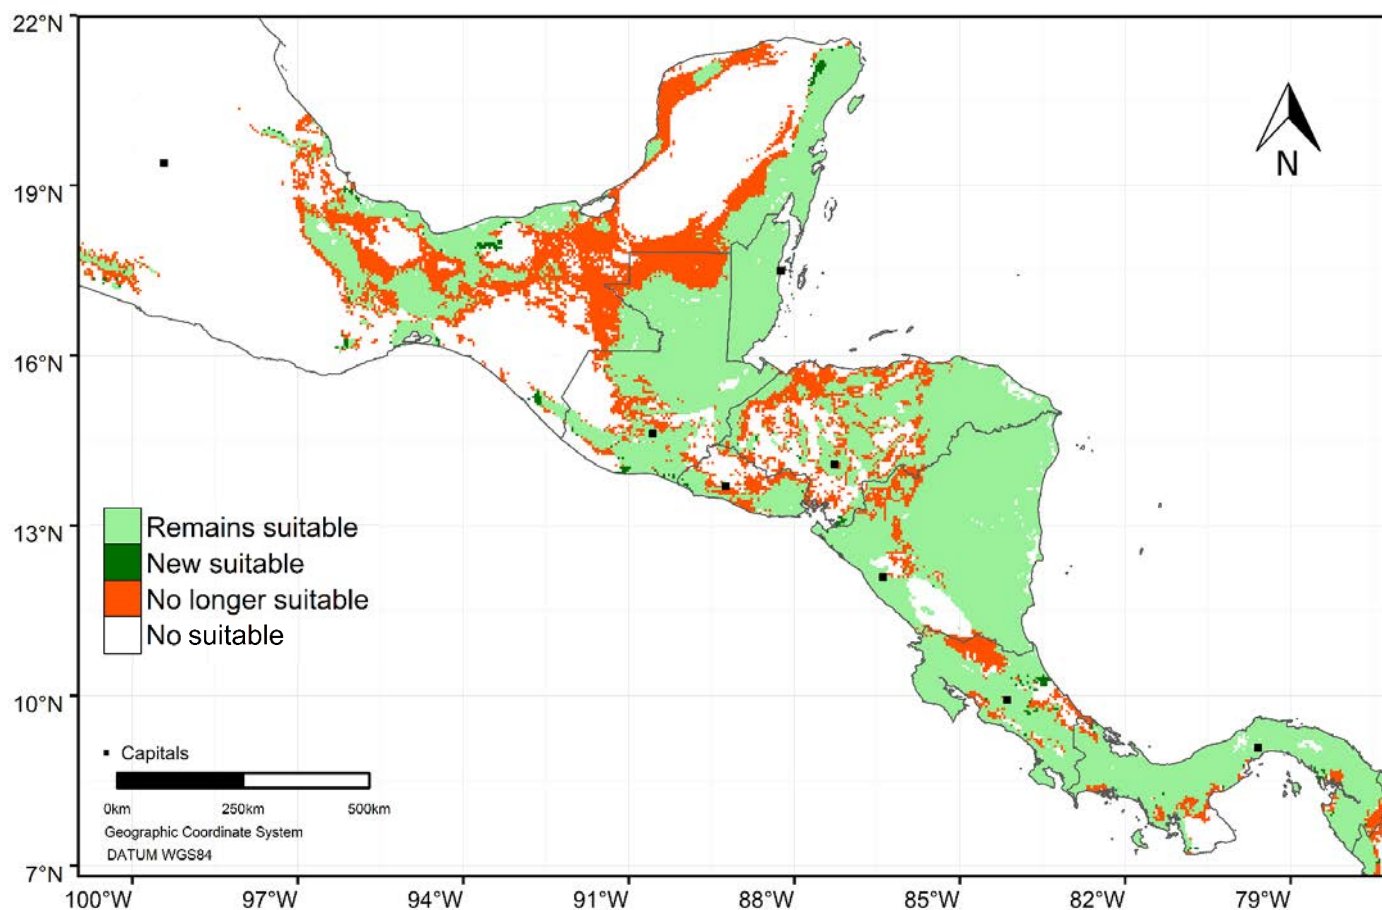 22°N
19°N
16°N
13°N
10°N
7°N
N
Remains suitable
New suitable
No longer suitable
No suitable
Capitals
0km 250km 500km
Geographic Coordinate System
DATUM WGS84
100°W 97°W 94°W 91°W 88°W 85°W 82°W 79°W